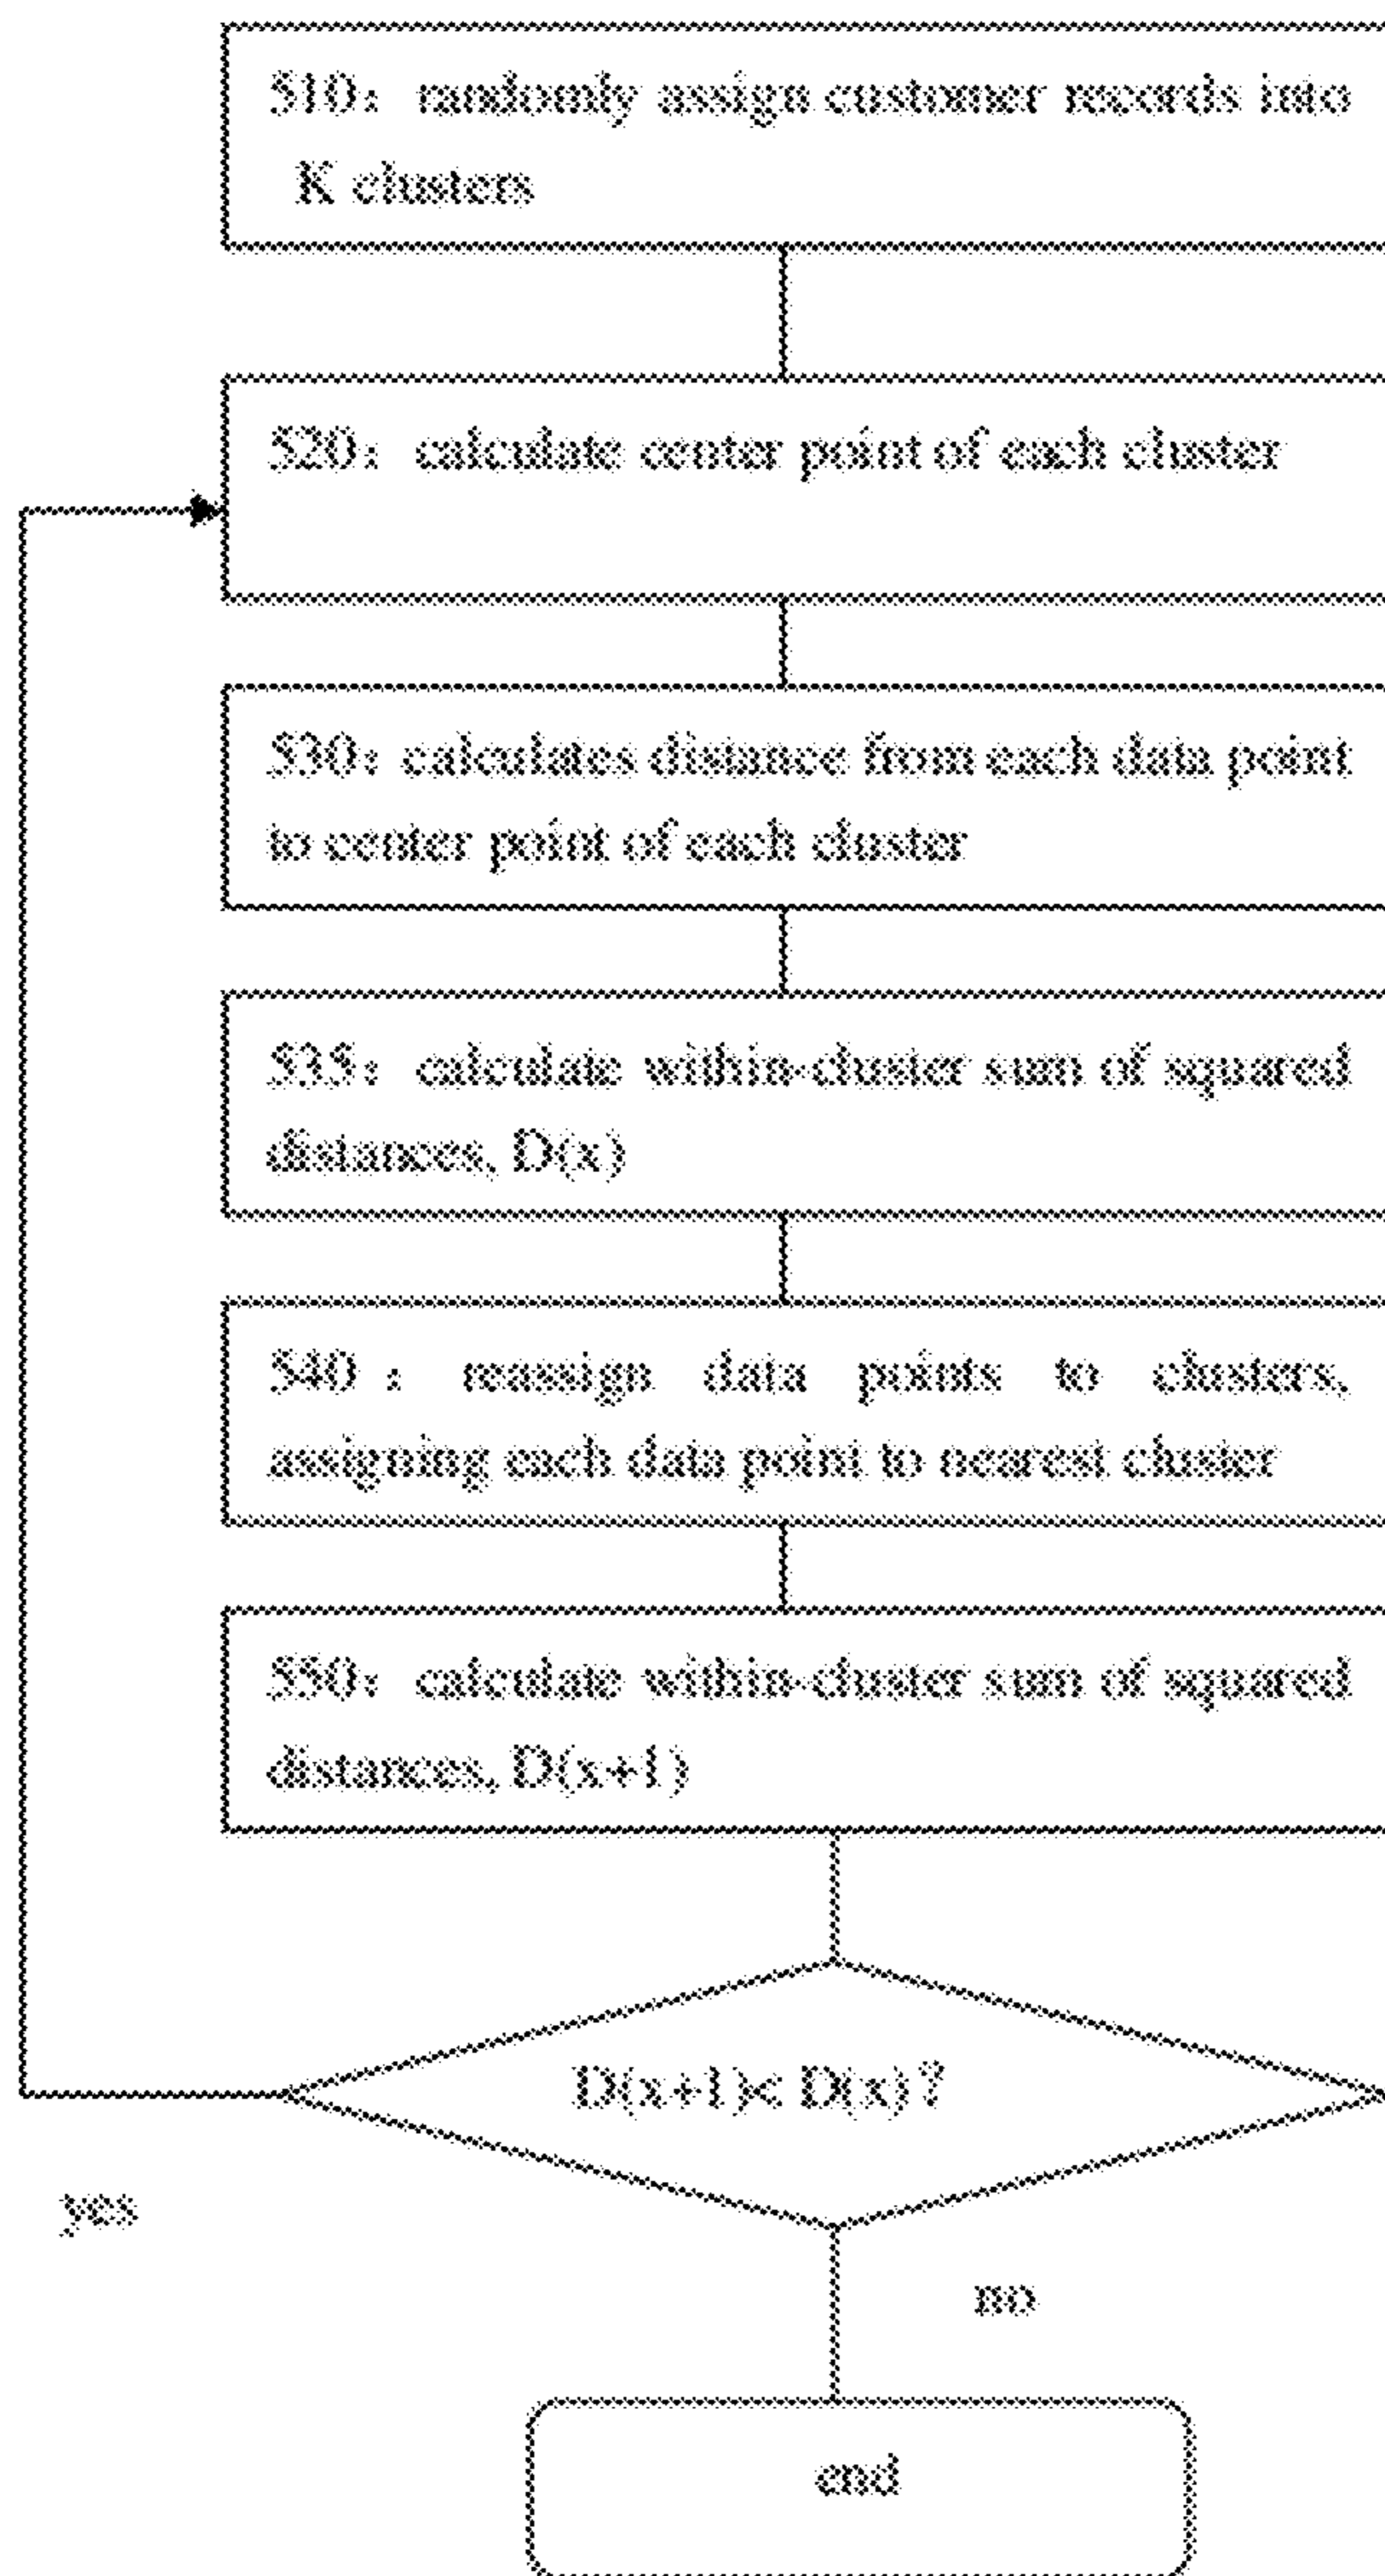 S10: randomly assign customer records into
K clusters
S20: calculate center point of each cluster
S30: calculates distance from each data point
to center point of each cluster
S35: calculate within-cluster sum of squared
distances, D(x)
S40 : reassign data points to clusters,
assigning each data point to nearest cluster
S50: calculate within-cluster sum of squared
distances, D(x+1)
D(x+1)< D(x)?
yes
no
end